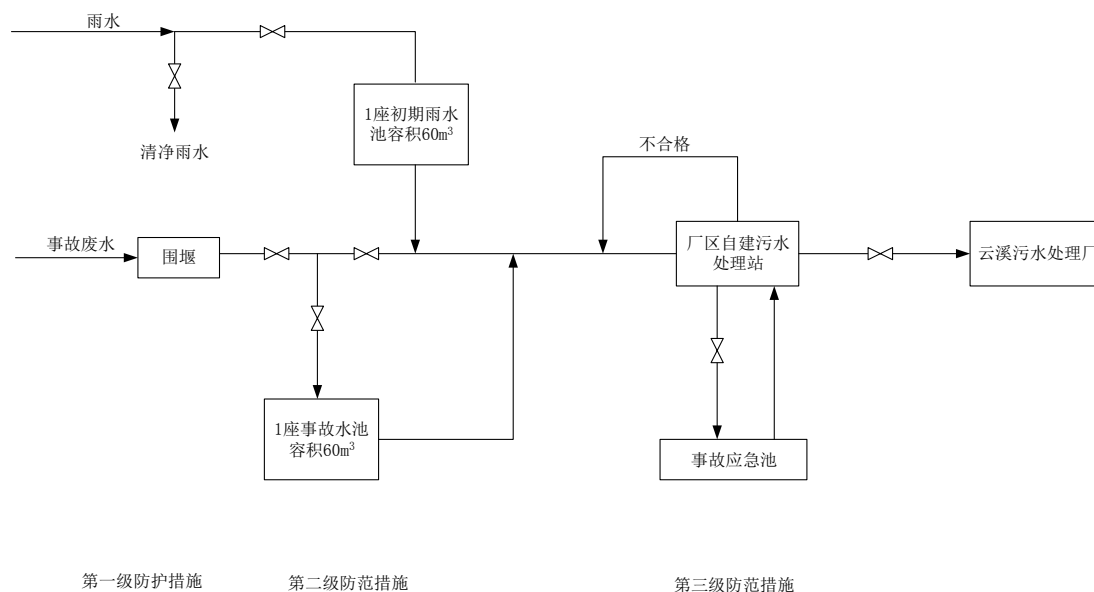 雨水
1座初期雨水
池容积60m³
清净雨水
不合格
事故废水
围堰
厂区自建污水
处理站
云溪污水处理厂
1座事故水池
容积60m³
事故应急池
第一级防护措施
第二级防范措施
第三级防范措施